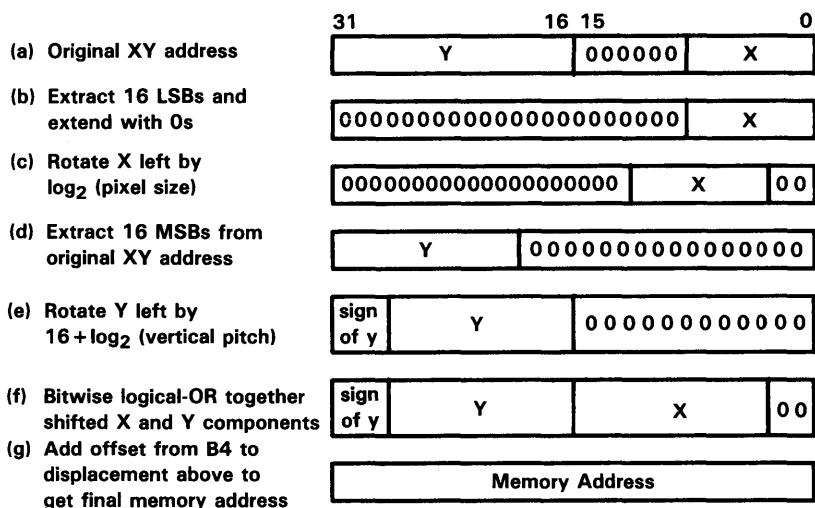 31 16 15 0
(a) Original XY address
Y 000000 X
(b) Extract 16 LSBs and
extend with 0s
0000000000000000000000 X
(c) Rotate X left by
log2 (pixel size)
00000000000000000000 X 00
(d) Extract 16 MSBs from
original XY address
Y 0000000000000000
(e) Rotate Y left by
16+log2 (vertical pitch)
sign
of y
Y 000000000000
(f) Bitwise logical-OR together
shifted X and Y components
sign
of y
Y X 00
(g) Add offset from B4 to
displacement above to
get final memory address
Memory Address